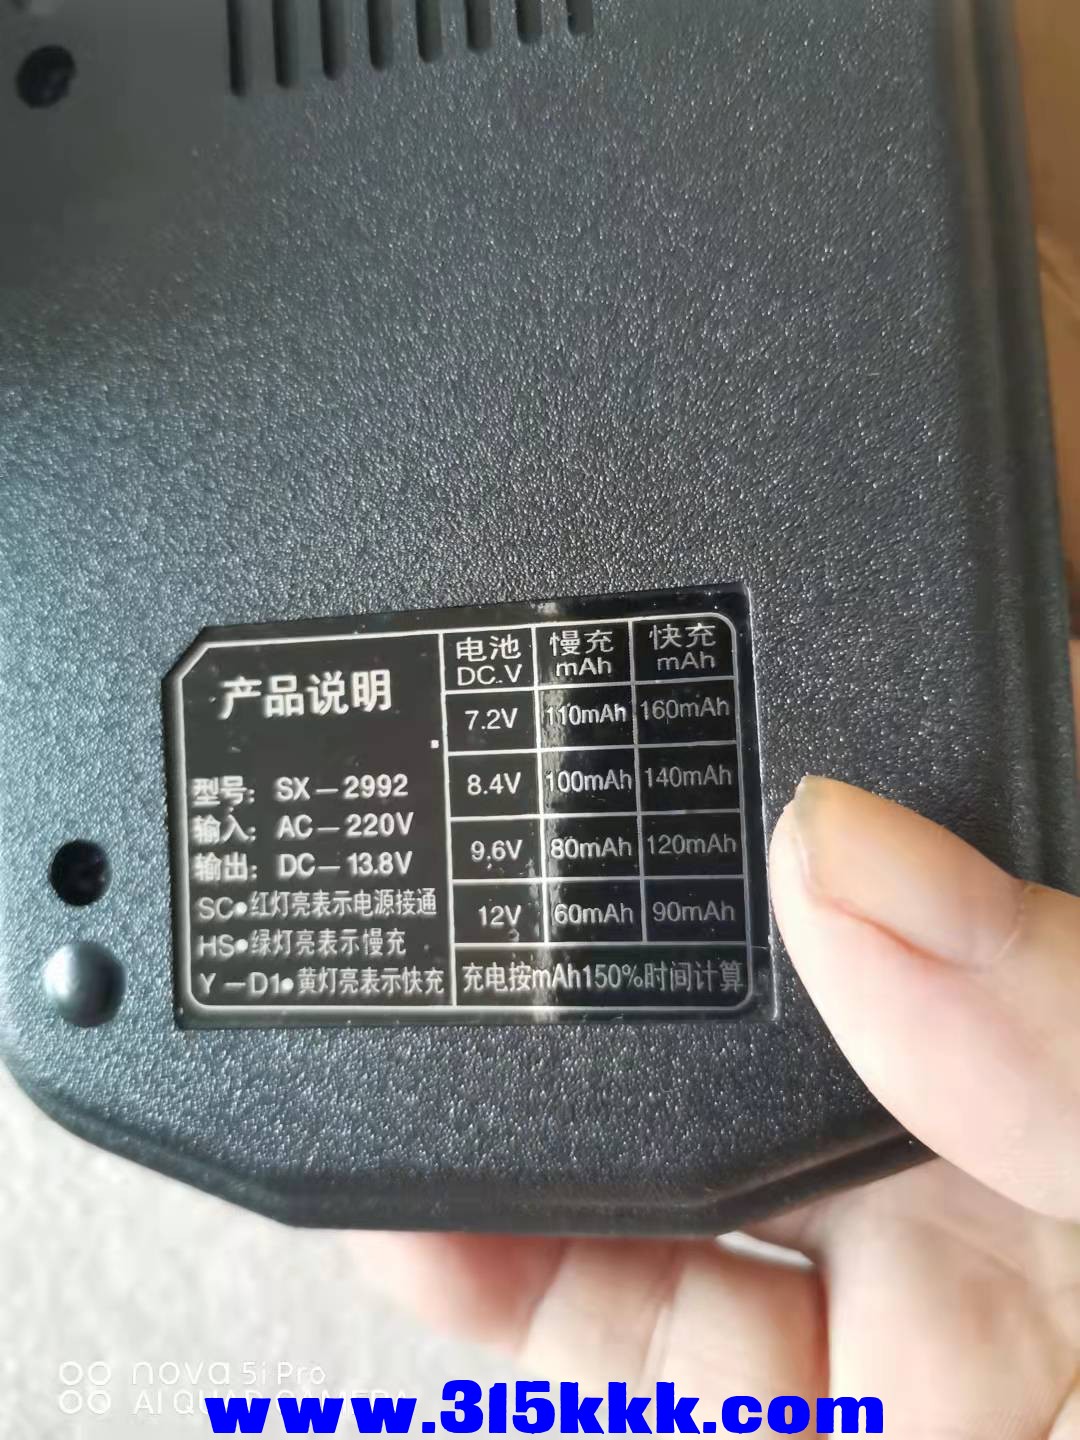 产品说明
型号: SX－2992
输入: AC－220V
输出: DC－13.8V
SC•红灯亮表示电源接通
HS•绿灯亮表示慢充
Y－D1•黄灯亮表示快充
电池 慢充 快充
DC.V mAh mAh
7.2V 110mAh 160mAh
8.4V 100mAh 140mAh
9.6V 80mAh 120mAh
12V 60mAh 90mAh
充电按mAh150%时间计算
nova 5i Pro
AI QUAD CAMERA
www.315kkk.com